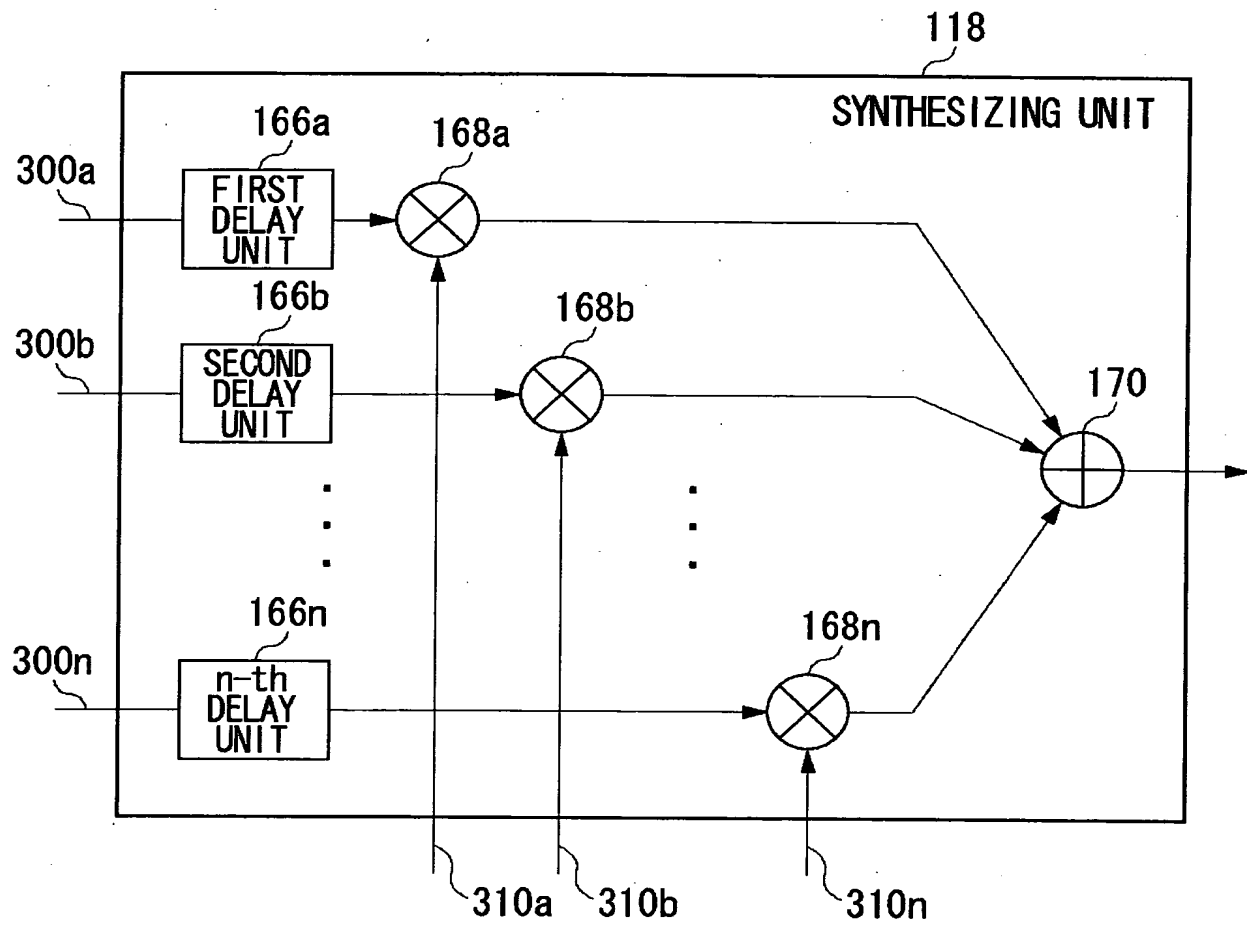 118
SYNTHESIZING UNIT
166a
168a
300a
FIRST
DELAY
UNIT
166b
168b
300b
SECOND
DELAY
UNIT
170
166n
168n
300n
n-th
DELAY
UNIT
310a
310b
310n